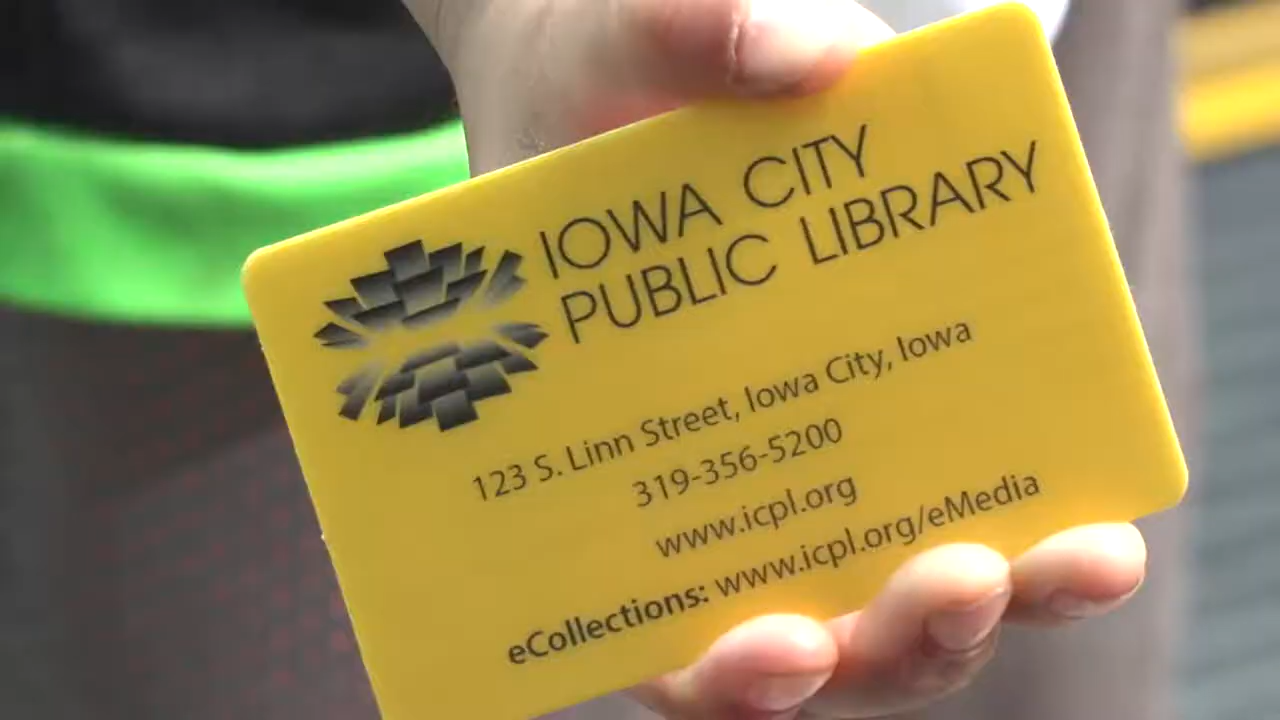 IOWA CITY
PUBLIC LIBRARY
123 S. Linn Street, Iowa City, Iowa
319-356-5200
www.icpl.org
eCollections: www.icpl.org/eMedia